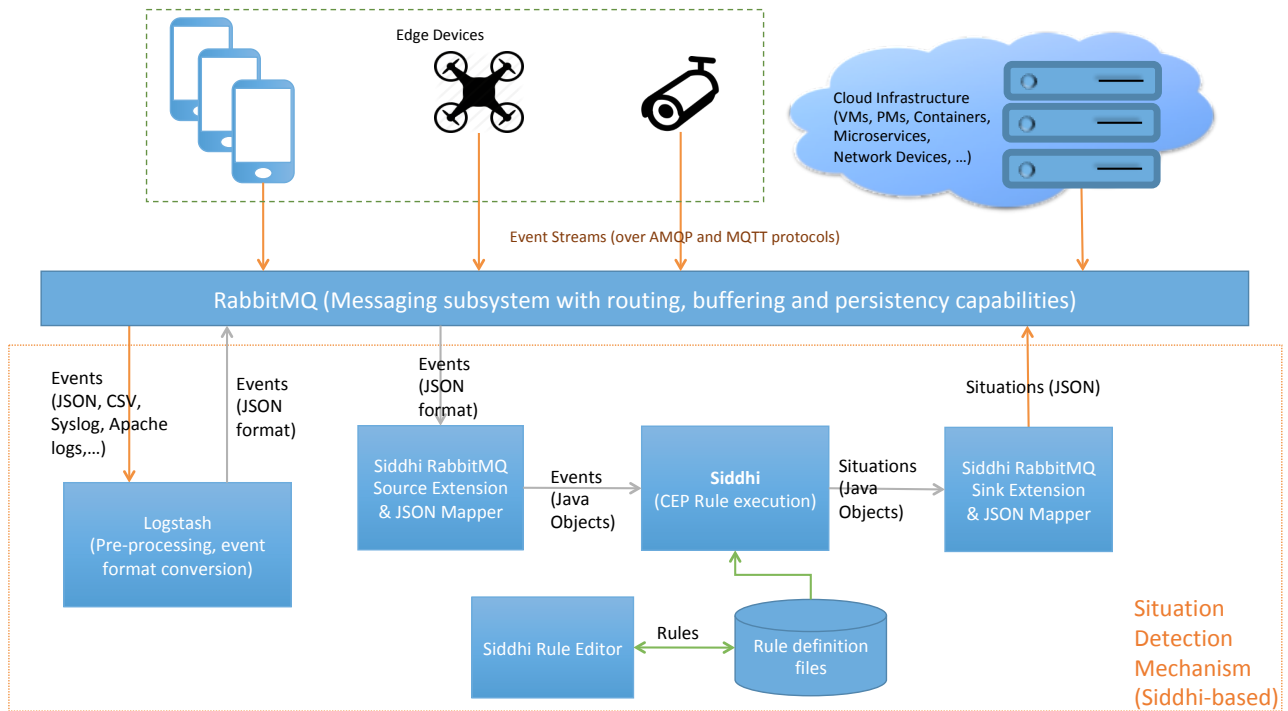 Edge Devices
Cloud Infrastructure
(VMs, PMs, Containers,
Microservices,
Network Devices, ...)
Event Streams (over AMQP and MQTT protocols)
RabbitMQ (Messaging subsystem with routing, buffering and persistency capabilities)
Events
(JSON, CSV,
Syslog, Apache
logs,...)
Events
(JSON
format)
Events
(JSON
format)
Situations (JSON)
Logstash
(Pre-processing, event
format conversion)
Siddhi RabbitMQ
Source Extension
& JSON Mapper
Events
(Java
Objects)
Siddhi
(CEP Rule execution)
Situations
(Java
Objects)
Siddhi RabbitMQ
Sink Extension
& JSON Mapper
Siddhi Rule Editor
Rules
Rule definition
files
Situation
Detection
Mechanism
(Siddhi-based)